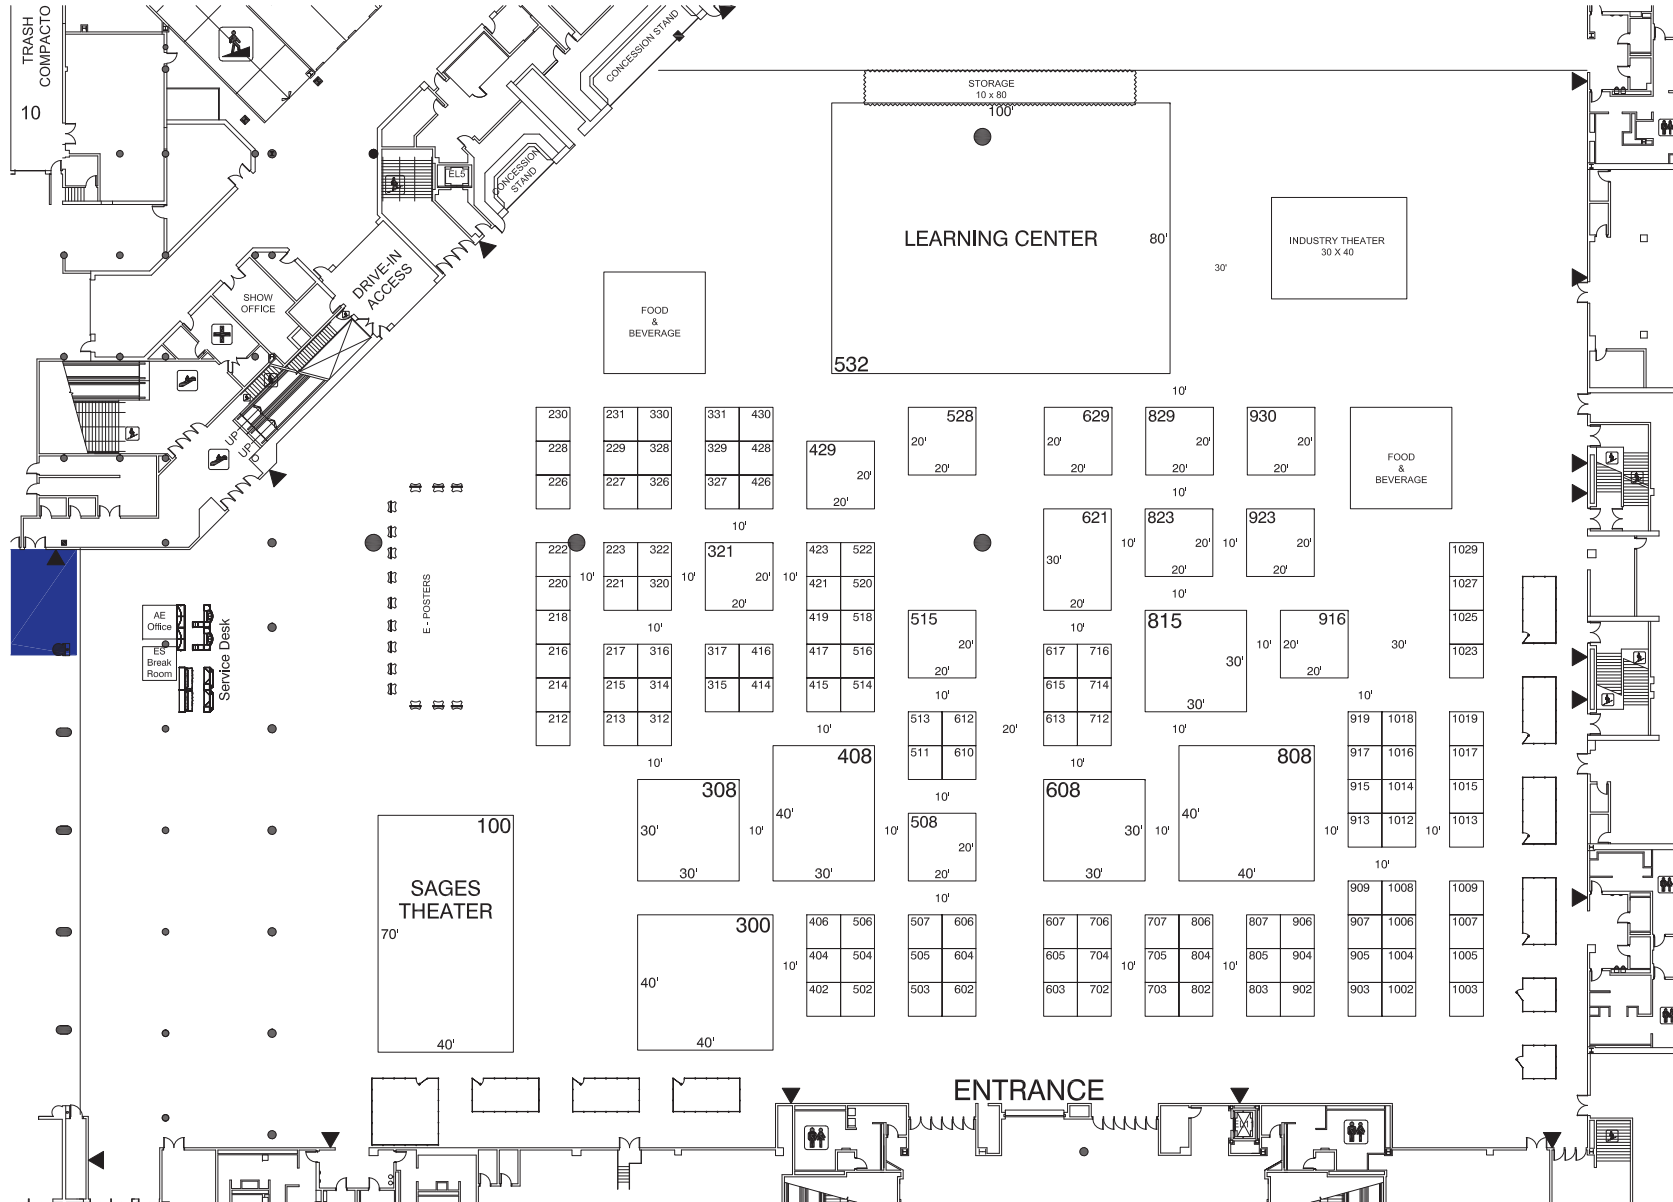 TRASH
COMPACTO
10
CONCESSION STAND
CONCESSION
STAND
EL5
STORAGE
10 x 80
100'
LEARNING CENTER
80'
532
INDUSTRY THEATER
30 X 40
30'
DRIVE-IN
ACCESS
SHOW
OFFICE
FOOD
&
BEVERAGE
UP
UP
10'
230 231 330 331 430
228 229 328 329 428
226 227 326 327 426
429
20'
20'
528
20'
20'
629
20'
20'
829
20'
20'
930
20'
20'
FOOD
&
BEVERAGE
10'
10'
222 223 322
220 221 320
218
216 217 316
214 215 314
212 213 312
10'
10'
10'
10'
321
20'
20'
10'
317 416
315 414
423 522
421 520
419 518
417 516
415 514
10'
621
30'
20'
10'
823
20'
20'
10'
923
20'
20'
10'
515
20'
20'
10'
513 612
511 610
10'
20'
10'
617 716
615 714
613 712
10'
815
30'
30'
10'
10'
916
20'
20'
30'
10'
1029
1027
1025
1023
919 1018 1019
917 1016 1017
915 1014 1015
913 1012 1013
10'
10'
10'
AE
Office
ES
Break
Room
Service Desk
E - POSTERS
308
30'
30'
10'
408
40'
30'
10'
508
20'
20'
10'
608
30'
30'
10'
808
40'
40'
100
SAGES
THEATER
70'
40'
300
40'
40'
10'
406 506 507 606
404 504 505 604
402 502 503 602
607 706 707 806 807 906
605 704 705 804 805 904
603 702 703 802 803 902
10'
10'
909 1008 1009
907 1006 1007
905 1004 1005
903 1002 1003
ENTRANCE